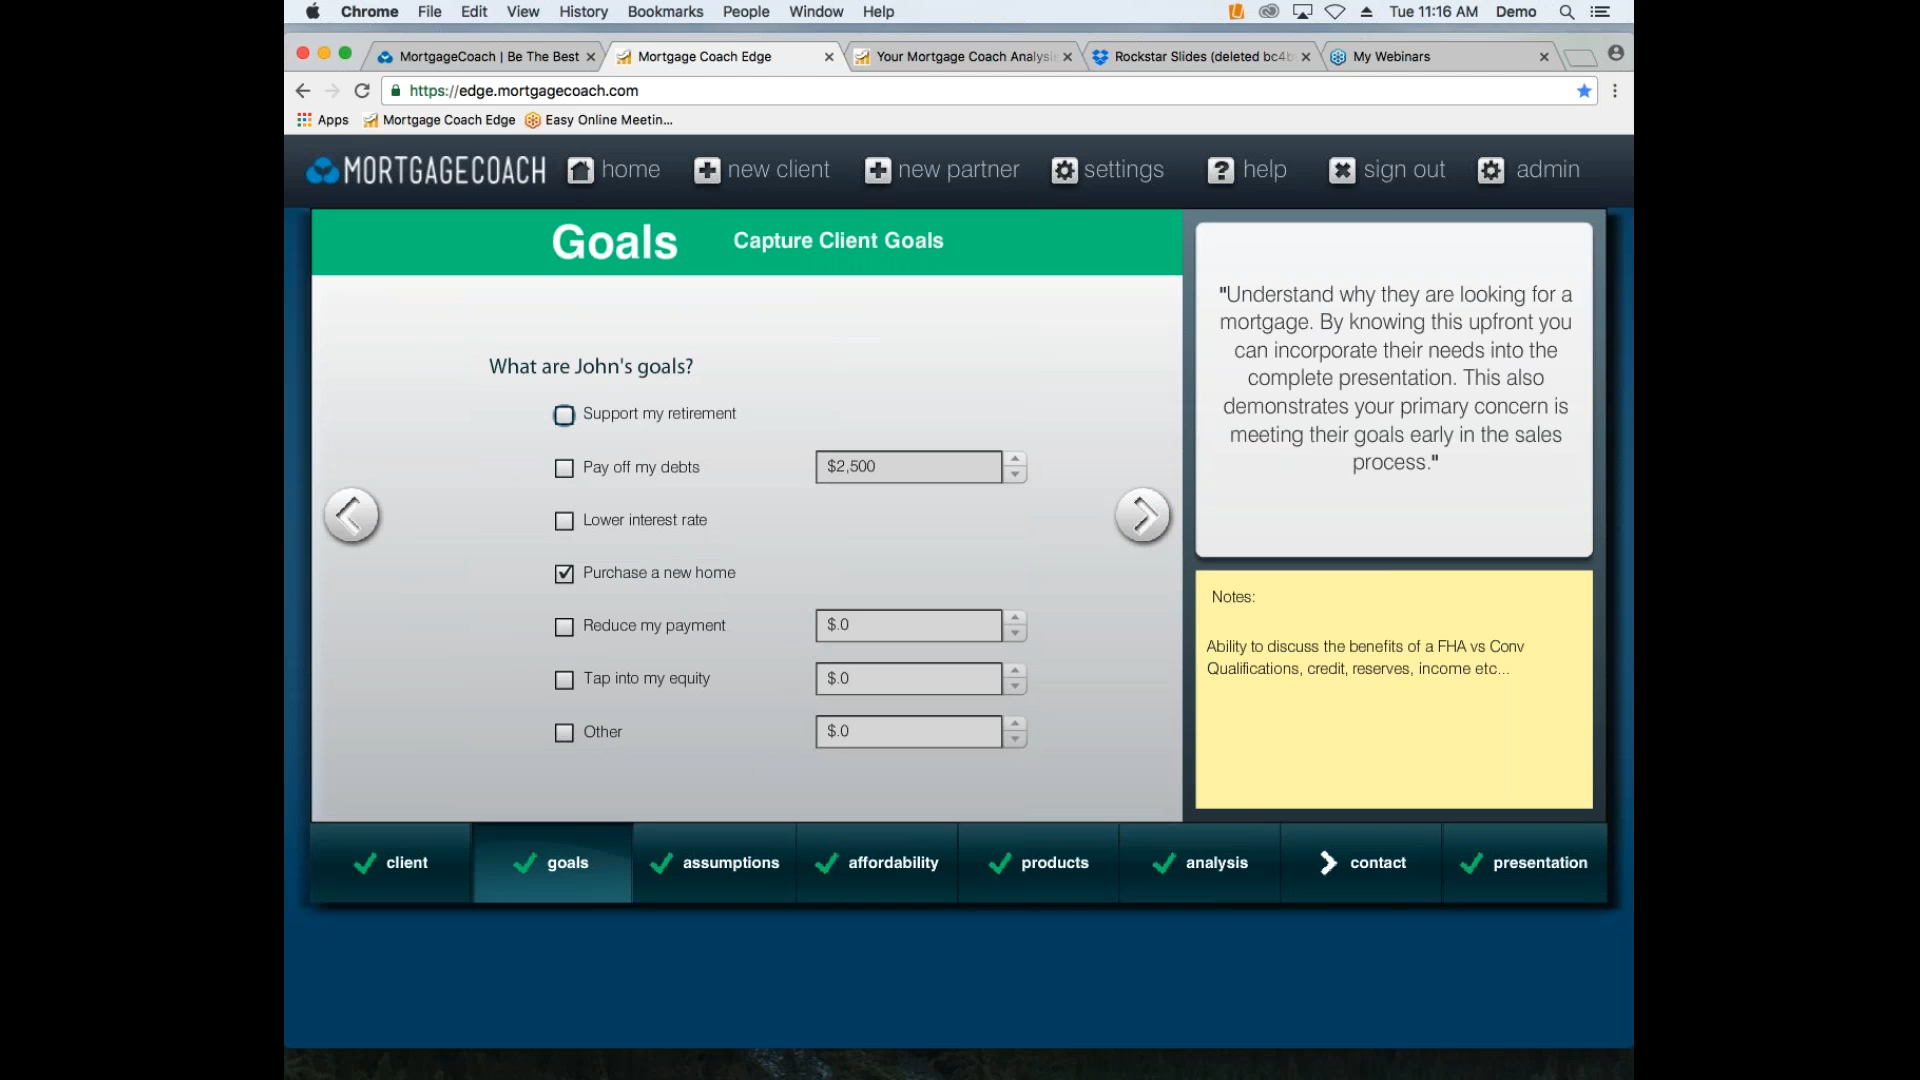 Chrome File Edit View History Bookmarks People Window Help Tue 11:16 AM Demo
MortgageCoach | Be The Best Mortgage Coach Edge Your Mortgage Coach Analysis Rockstar Slides (deleted bc4b My Webinars
https://edge.mortgagecoach.com
Apps Mortgage Coach Edge Easy Online Meetin...
MORTGAGECOACH home new client new partner settings help sign out admin
Goals Capture Client Goals
What are John's goals?
Support my retirement
Pay off my debts $2,500
Lower interest rate
Purchase a new home
Reduce my payment $.0
Tap into my equity $.0
Other $.0
"Understand why they are looking for a
mortgage. By knowing this upfront you
can incorporate their needs into the
complete presentation. This also
demonstrates your primary concern is
meeting their goals early in the sales
process."
Notes:
Ability to discuss the benefits of a FHA vs Conv
Qualifications, credit, reserves, income etc...
client goals assumptions affordability products analysis contact presentation